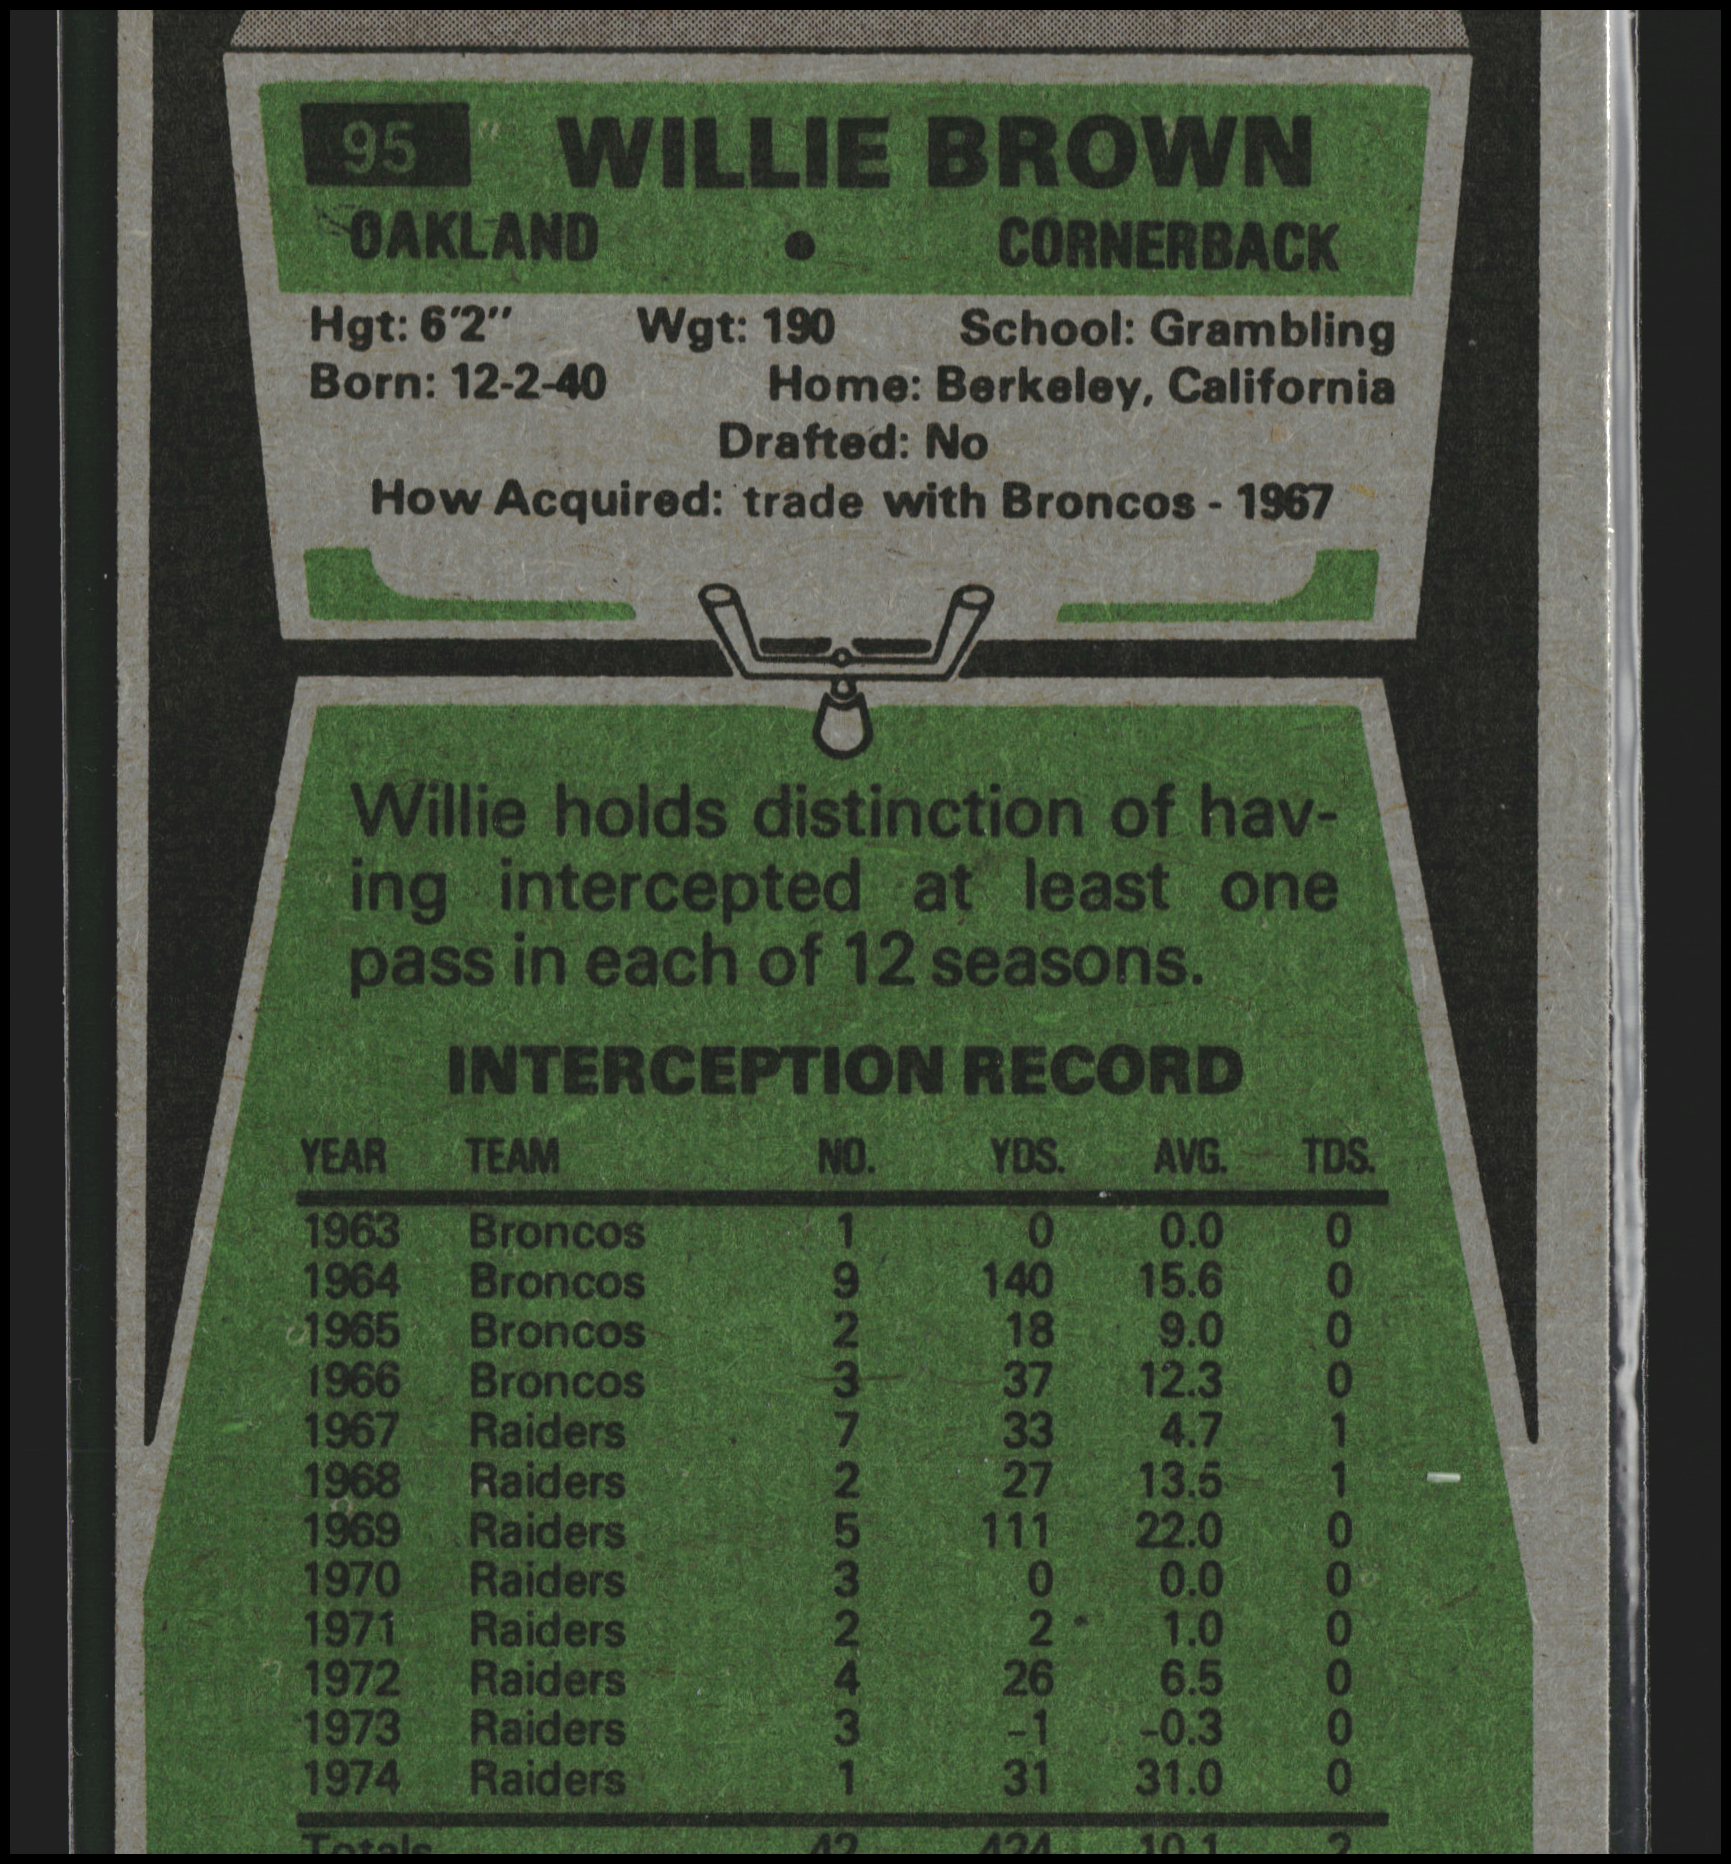 95 WILLIE BROWN
OAKLAND • CORNERBACK
Hgt: 6'2" Wgt: 190 School: Grambling
Born: 12-2-40 Home: Berkeley, California
Drafted: No
How Acquired: trade with Broncos - 1967
Willie holds distinction of hav-
ing intercepted at least one
pass in each of 12 seasons.
INTERCEPTION RECORD
YEAR TEAM NO. YDS. AVG. TDS.
1963 Broncos 1 0 0.0 0
1964 Broncos 9 140 15.6 0
1965 Broncos 2 18 9.0 0
1966 Broncos 3 37 12.3 0
1967 Raiders 7 33 4.7 1
1968 Raiders 2 27 13.5 1
1969 Raiders 5 111 22.0 0
1970 Raiders 3 0 0.0 0
1971 Raiders 2 2 1.0 0
1972 Raiders 4 26 6.5 0
1973 Raiders 3 -1 -0.3 0
1974 Raiders 1 31 31.0 0
Totals 42 424 10.1 2